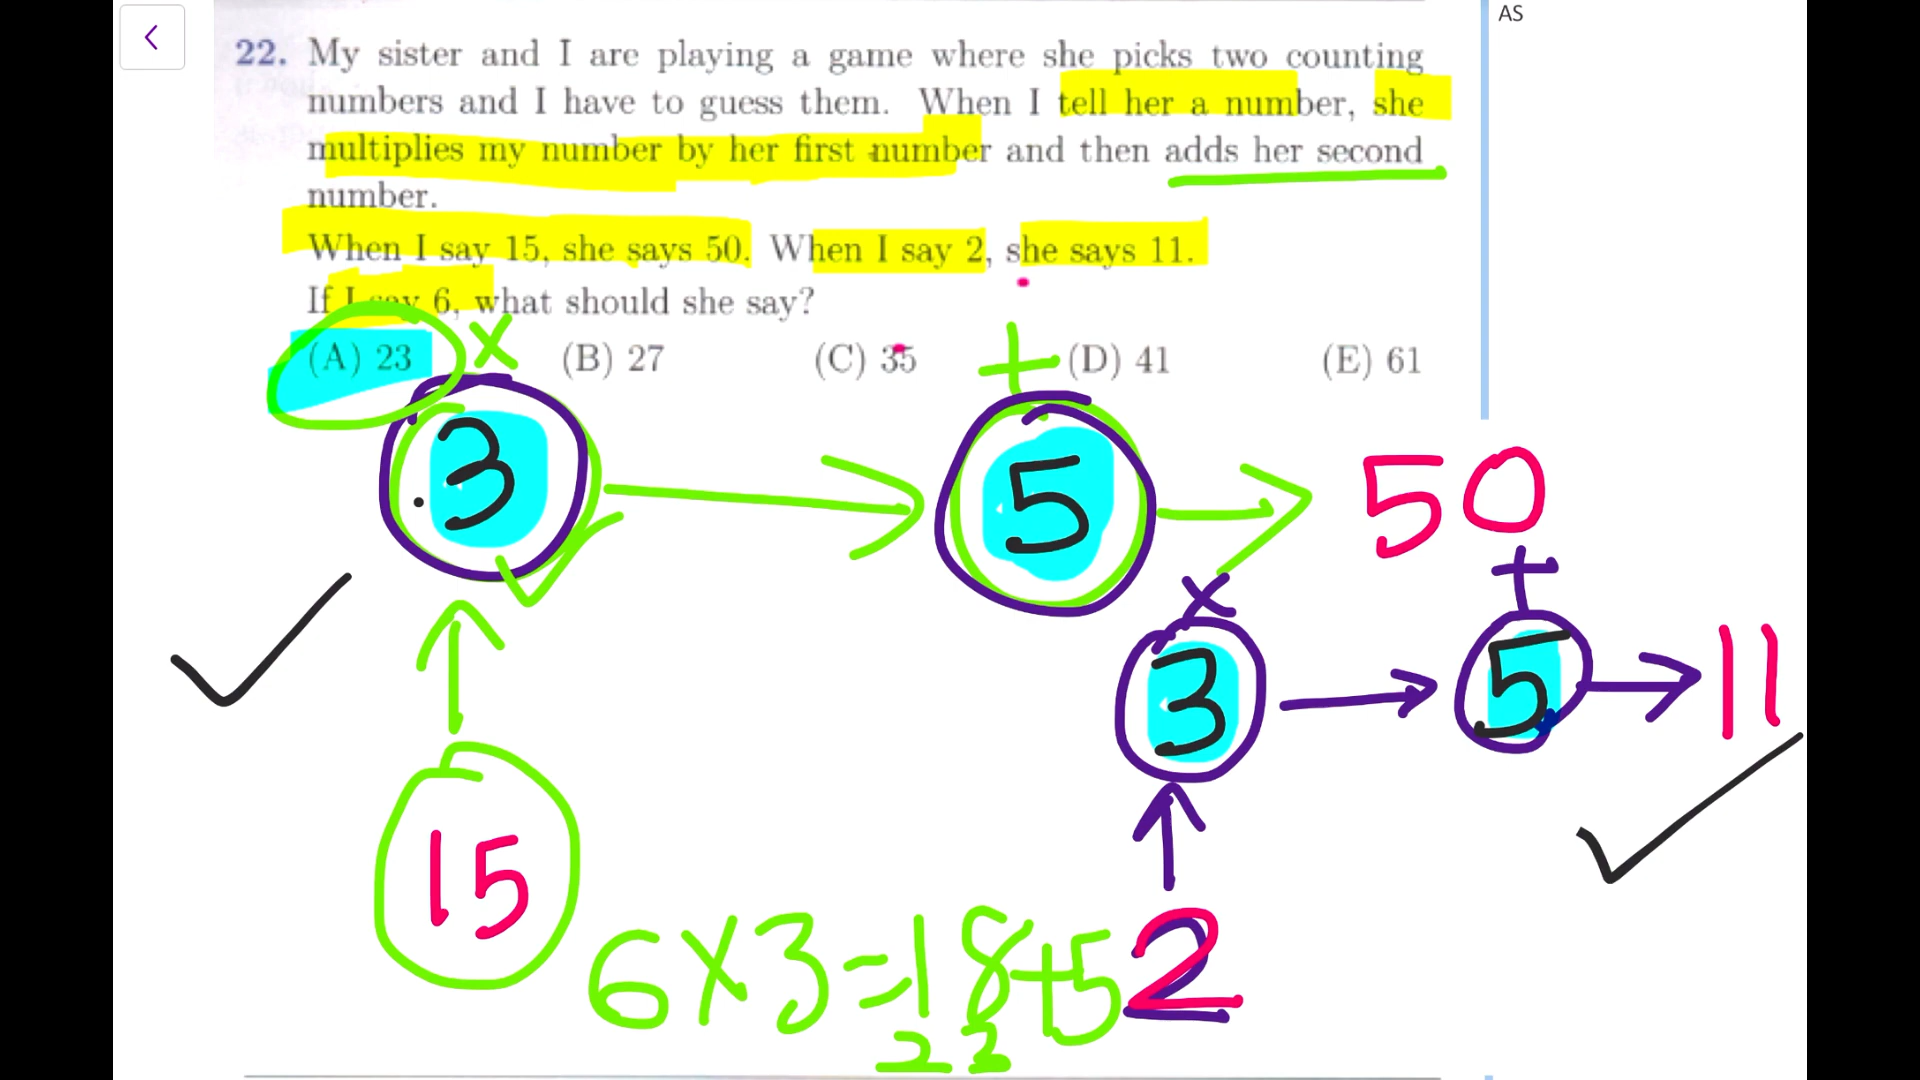 AS
22. My sister and I are playing a game where she picks two counting
numbers and I have to guess them. When I tell her a number, she
multiplies my number by her first number and then adds her second
number.
When I say 15, she says 50. When I say 2, she says 11.
If I say 6, what should she say?
(A) 23 (B) 27 (C) 35 (D) 41 (E) 61
× +
3 5 50
× +
3 5 11
15
6×3=18+5 2
23